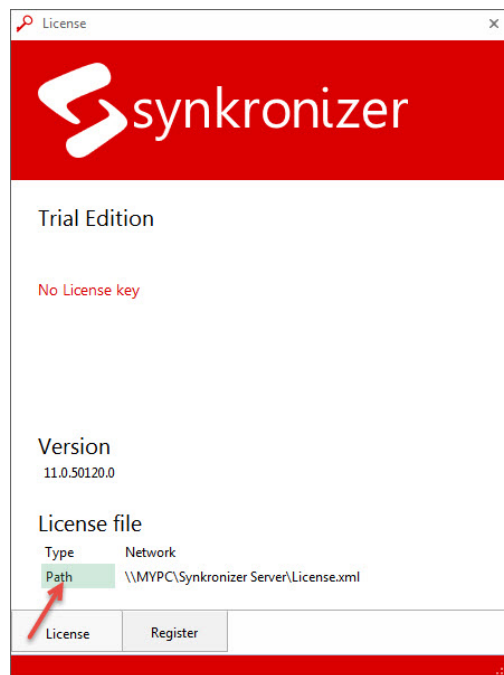 License
synkronizer
Trial Edition
No License key
Version
11.0.50120.0
License file
Type Network
Path \\MYPC\Synkronizer Server\License.xml
License Register